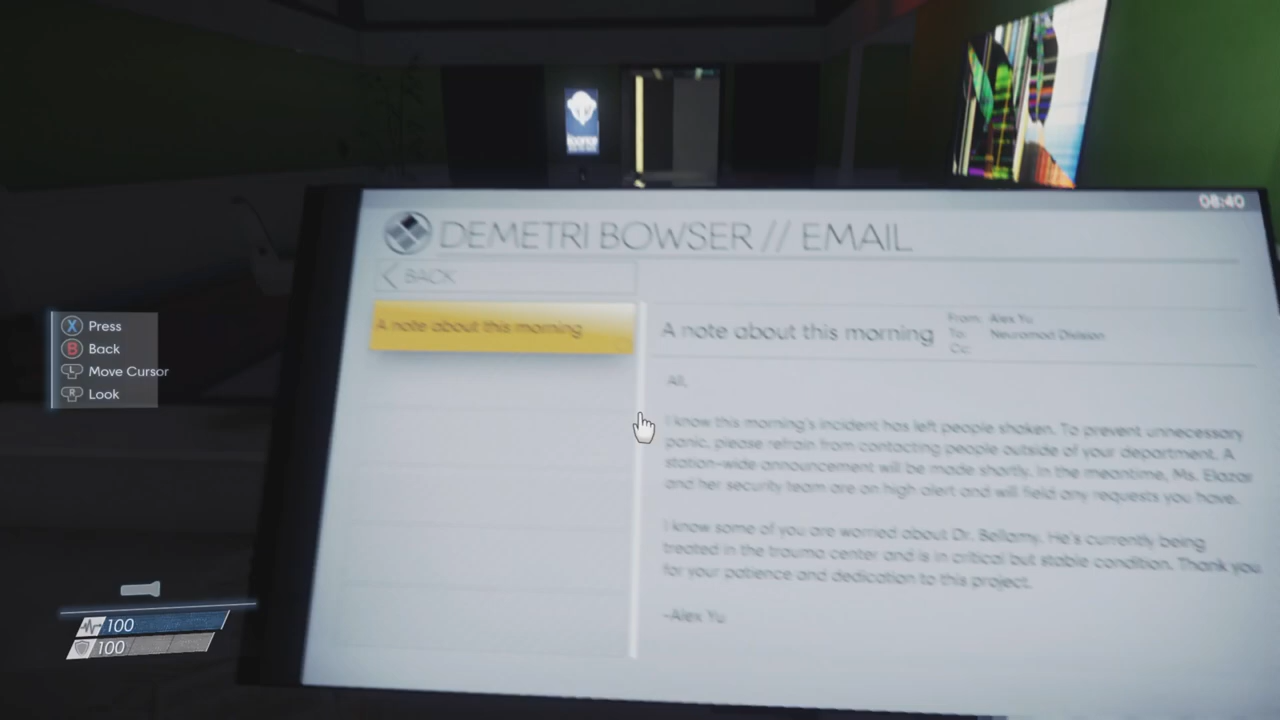 08:40
DEMETRI BOWSER // EMAIL
BACK
A note about this morning
A note about this morning
From: Alex Yu
To: Neuromod Division
Cc:
All,
I know this morning's incident has left people shaken. To prevent unnecessary
panic, please refrain from contacting people outside of your department. A
station-wide announcement will be made shortly. In the meantime, Ms. Elazar
and her security team are on high alert and will field any requests you have.
I know some of you are worried about Dr. Bellamy. He's currently being
treated in the trauma center and is in critical but stable condition. Thank you
for your patience and dedication to this project.
-Alex Yu
X Press
B Back
L Move Cursor
R Look
100
100